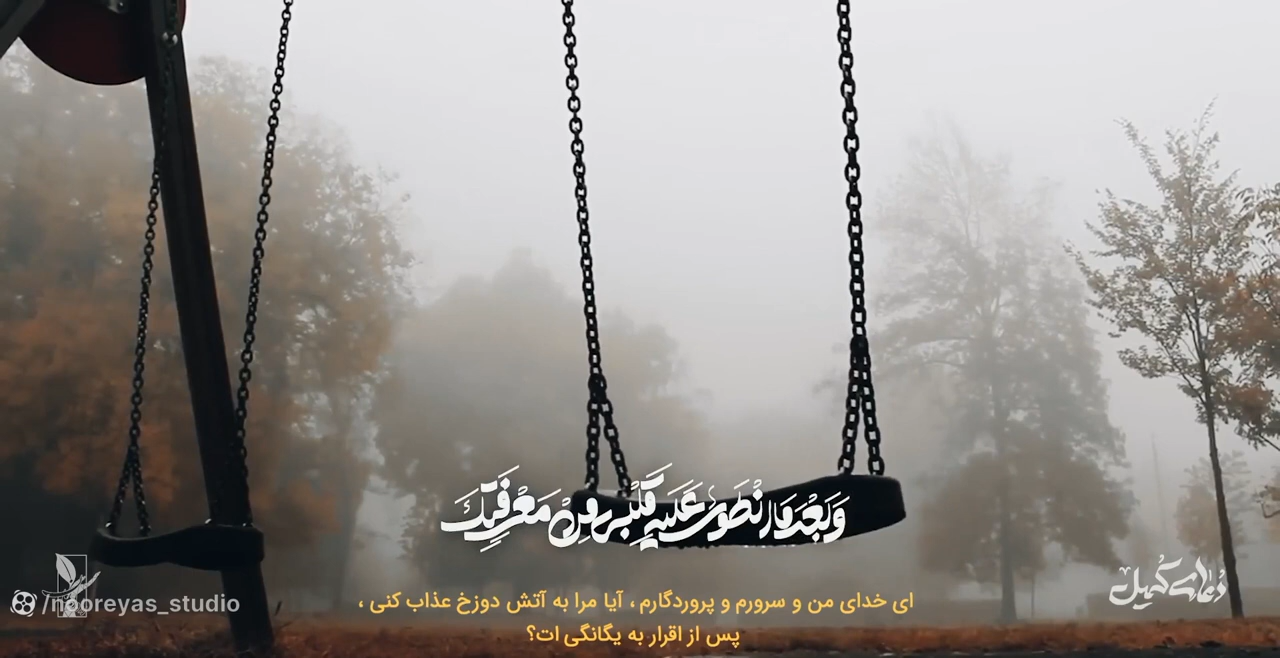 وَبَعْدَ مَا انْطَوىٰ عَلَيْهِ قَلْبى مِنْ مَعْرِفَتِكَ
ای خدای من و سرورم و پروردگارم ، آیا مرا به آتش دوزخ عذاب کنی ،
پس از اقرار به یگانگی ات؟
دعای کمیل
/nooreyas_studio